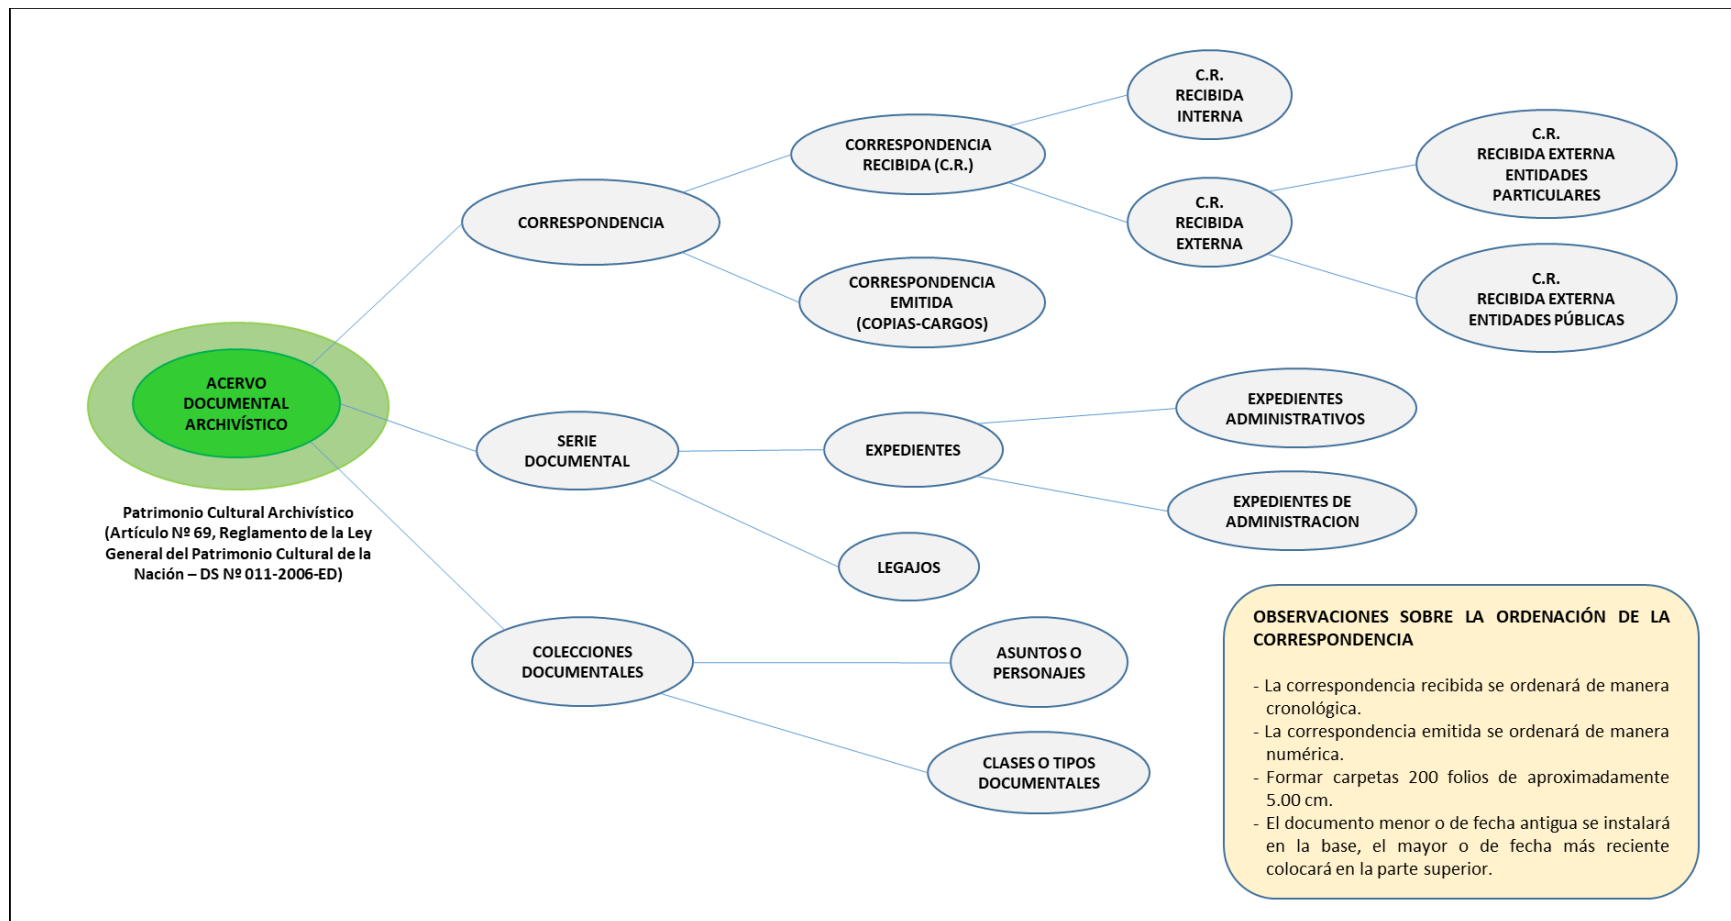 ACERVO
DOCUMENTAL
ARCHIVÍSTICO
Patrimonio Cultural Archivístico
(Artículo Nº 69, Reglamento de la Ley
General del Patrimonio Cultural de la
Nación – DS Nº 011-2006-ED)
CORRESPONDENCIA
CORRESPONDENCIA
RECIBIDA (C.R.)
C.R.
RECIBIDA
INTERNA
C.R.
RECIBIDA
EXTERNA
C.R.
RECIBIDA EXTERNA
ENTIDADES
PARTICULARES
C.R.
RECIBIDA EXTERNA
ENTIDADES PÚBLICAS
CORRESPONDENCIA
EMITIDA
(COPIAS-CARGOS)
SERIE
DOCUMENTAL
EXPEDIENTES
EXPEDIENTES
ADMINISTRATIVOS
EXPEDIENTES DE
ADMINISTRACION
LEGAJOS
COLECCIONES
DOCUMENTALES
ASUNTOS O
PERSONAJES
CLASES O TIPOS
DOCUMENTALES
OBSERVACIONES SOBRE LA ORDENACIÓN DE LA
CORRESPONDENCIA
- La correspondencia recibida se ordenará de manera
cronológica.
- La correspondencia emitida se ordenará de manera
numérica.
- Formar carpetas 200 folios de aproximadamente
5.00 cm.
- El documento menor o de fecha antigua se instalará
en la base, el mayor o de fecha más reciente
colocará en la parte superior.